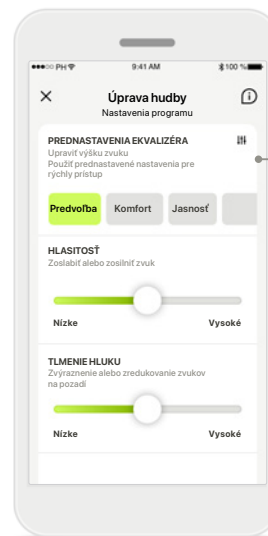 PH
9:41 AM
100 %
Úprava hudby
Nastavenia programu
PREDNASTAVENIA EKVALIZÉRA
Upraviť výšku
zvuku
Použiť prednastavené nastavenia pre
rýchly prístup
Predvoľba Komfort Jasnosť
HLASITOSŤ
Zoslabiť alebo zosilniť zvuk
Nízke Vysoké
TLMENIE HLUKU
Zvýraznenie alebo zredukovanie zvukov
na pozadí
Nízke Vysoké